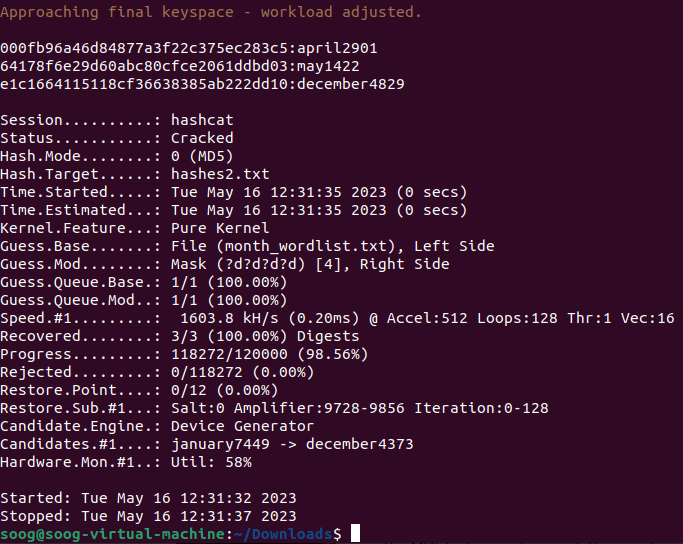 Approaching final keyspace - workload adjusted.
000fb96a46d84877a3f22c375ec283c5:april2901
64178f6e29d60abc80cfce2061ddbd03:may1422
e1c1664115118cf36638385ab222dd10:december4829
Session..........: hashcat
Status...........: Cracked
Hash.Mode........: 0 (MD5)
Hash.Target......: hashes2.txt
Time.Started.....: Tue May 16 12:31:35 2023 (0 secs)
Time.Estimated...: Tue May 16 12:31:35 2023 (0 secs)
Kernel.Feature...: Pure Kernel
Guess.Base.......: File (month_wordlist.txt), Left Side
Guess.Mod........: Mask (?d?d?d?d) [4], Right Side
Guess.Queue.Base.: 1/1 (100.00%)
Guess.Queue.Mod..: 1/1 (100.00%)
Speed.#1.........:  1603.8 kH/s (0.20ms) @ Accel:512 Loops:128 Thr:1 Vec:16
Recovered........: 3/3 (100.00%) Digests
Progress.........: 118272/120000 (98.56%)
Rejected.........: 0/118272 (0.00%)
Restore.Point....: 0/12 (0.00%)
Restore.Sub.#1...: Salt:0 Amplifier:9728-9856 Iteration:0-128
Candidate.Engine.: Device Generator
Candidates.#1....: january7449 -> december4373
Hardware.Mon.#1..: Util: 58%
Started: Tue May 16 12:31:32 2023
Stopped: Tue May 16 12:31:37 2023
soog@soog-virtual-machine:~/Downloads$